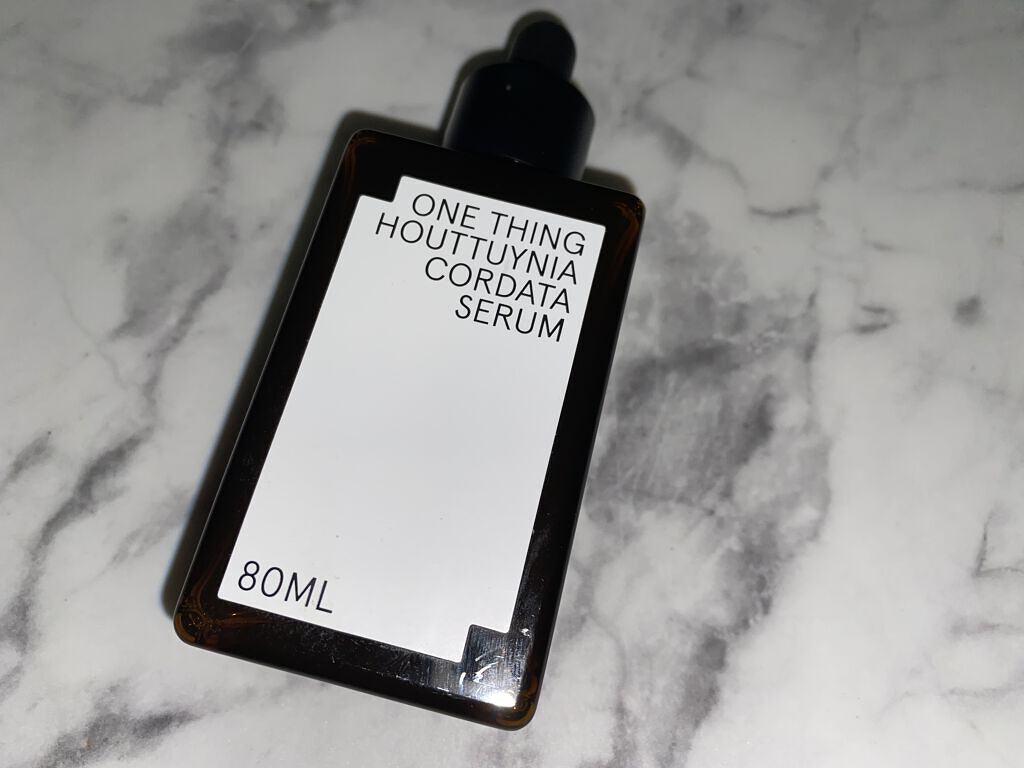 ONE THING
HOUTTUYNIA
CORDATA
SERUM
80ML